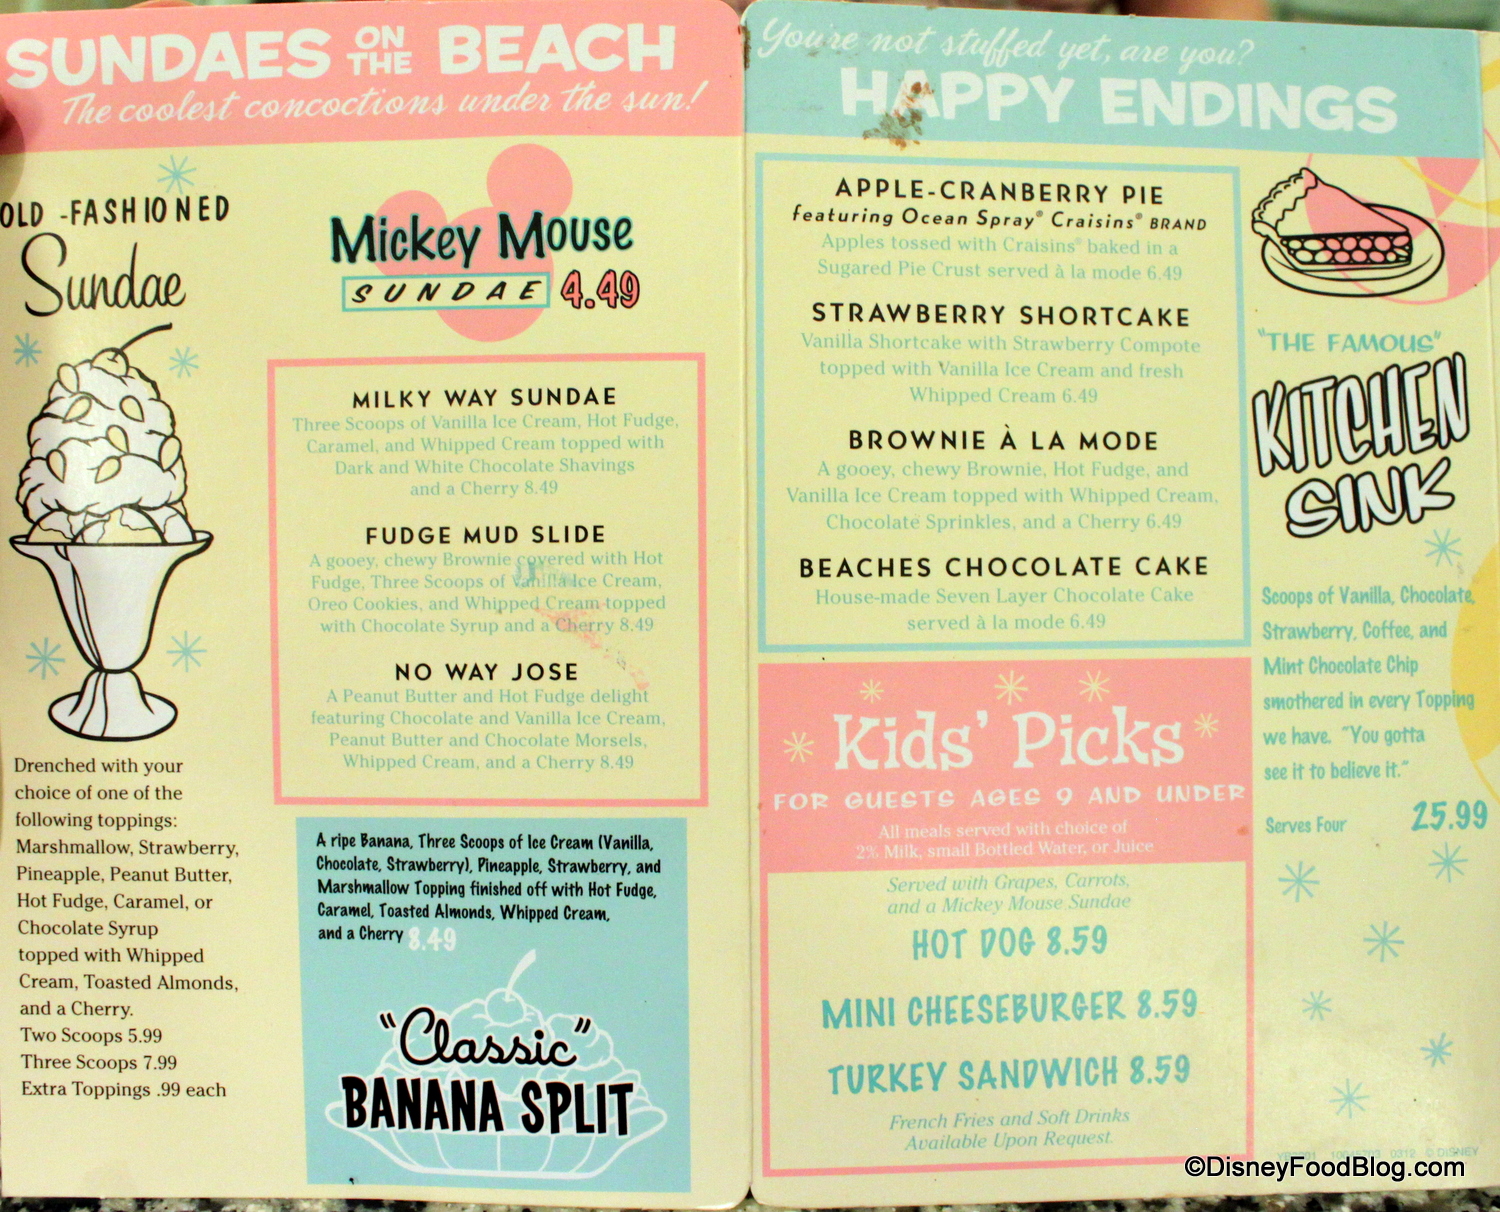 SUNDAES ON THE BEACH
The coolest concoctions under the sun!
OLD-FASHIONED
Sundae
Drenched with your
choice of one of the
following toppings:
Marshmallow, Strawberry,
Pineapple, Peanut Butter,
Hot Fudge, Caramel, or
Chocolate Syrup
topped with Whipped
Cream, Toasted Almonds,
and a Cherry.
Two Scoops 5.99
Three Scoops 7.99
Extra Toppings .99 each
Mickey Mouse
SUNDAE 4.49
MILKY WAY SUNDAE
Three Scoops of Vanilla Ice Cream, Hot Fudge,
Caramel, and Whipped Cream topped with
Dark and White Chocolate Shavings
and a Cherry 8.49
FUDGE MUD SLIDE
A gooey, chewy Brownie covered with Hot
Fudge, Three Scoops of Vanilla Ice Cream,
Oreo Cookies, and Whipped Cream topped
with Chocolate Syrup and a Cherry 8.49
NO WAY JOSE
A Peanut Butter and Hot Fudge delight
featuring Chocolate and Vanilla Ice Cream,
Peanut Butter and Chocolate Morsels,
Whipped Cream, and a Cherry 8.49
A ripe Banana, Three Scoops of Ice Cream (Vanilla,
Chocolate, Strawberry), Pineapple, Strawberry, and
Marshmallow Topping finished off with Hot Fudge,
Caramel, Toasted Almonds, Whipped Cream,
and a Cherry 8.49
"Classic"
BANANA SPLIT
You're not stuffed yet, are you?
HAPPY ENDINGS
APPLE-CRANBERRY PIE
featuring Ocean Spray® Craisins® BRAND
Apples tossed with Craisins® baked in a
Sugared Pie Crust served à la mode 6.49
STRAWBERRY SHORTCAKE
Vanilla Shortcake with Strawberry Compote
topped with Vanilla Ice Cream and fresh
Whipped Cream 6.49
BROWNIE À LA MODE
A gooey, chewy Brownie, Hot Fudge, and
Vanilla Ice Cream topped with Whipped Cream,
Chocolate Sprinkles, and a Cherry 6.49
BEACHES CHOCOLATE CAKE
House-made Seven Layer Chocolate Cake
served à la mode 6.49
Kids' Picks
FOR GUESTS AGES 9 AND UNDER
All meals served with choice of
2% Milk, small Bottled Water, or Juice
Served with Grapes, Carrots,
and a Mickey Mouse Sundae
HOT DOG 8.59
MINI CHEESEBURGER 8.59
TURKEY SANDWICH 8.59
French Fries and Soft Drinks
Available Upon Request.
"THE FAMOUS"
KITCHEN
SINK
Scoops of Vanilla, Chocolate,
Strawberry, Coffee, and
Mint Chocolate Chip
smothered in every Topping
we have. "You gotta
see it to believe it."
Serves Four 25.99
0312 © DISNEY
©DisneyFoodBlog.com